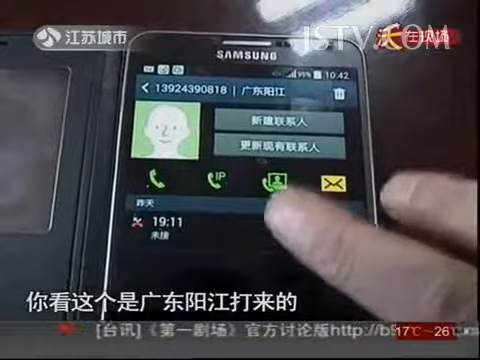 江苏城市
JSTV.COM
在现场
SAMSUNG
95% 10:42
13924390818 | 广东阳江
新建联系人
更新现有联系人
IP
昨天
19:11
未接
你看这个是广东阳江打来的
[台讯]《第一剧场》官方讨论版http://b
17℃~26℃